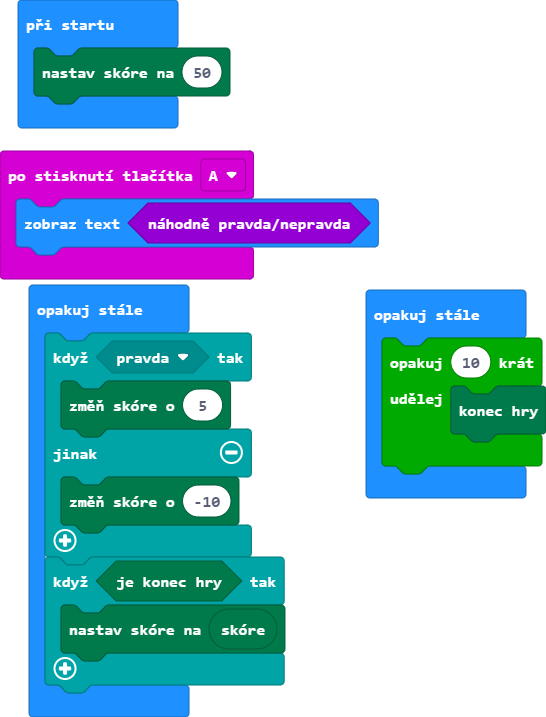 při startu
nastav skóre na 50
po stisknutí tlačítka A
zobraz text náhodně pravda/nepravda
opakuj stále
když pravda tak
změň skóre o 5
jinak
změň skóre o -10
když je konec hry tak
nastav skóre na skóre
opakuj stále
opakuj 10 krát
udělej konec hry